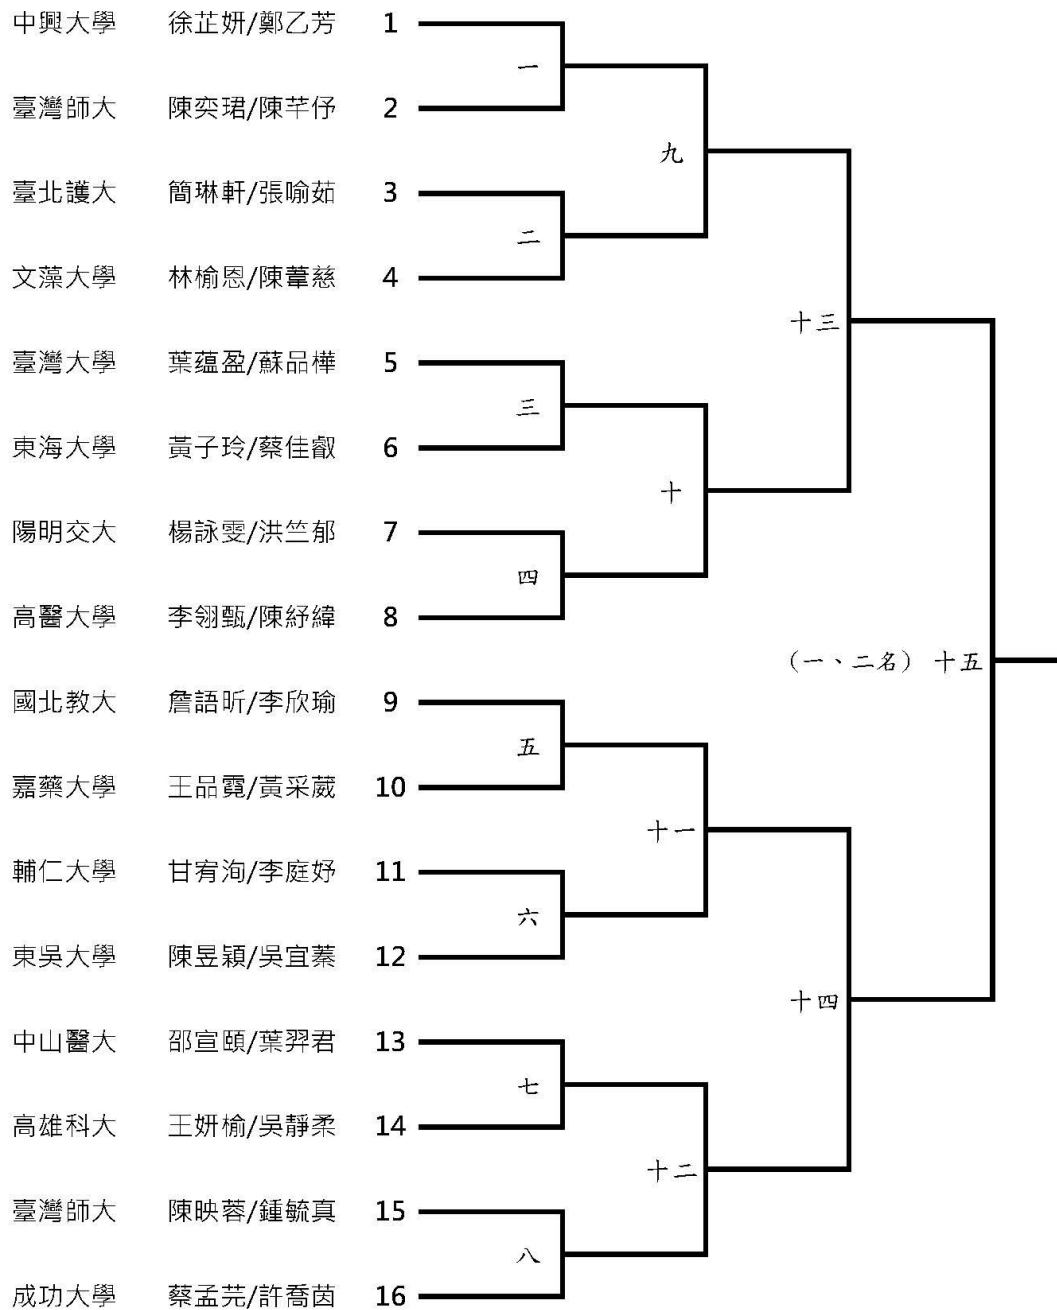 中興大學 徐芷妍/鄭乙芳 1
一
臺灣師大 陳奕珺/陳芊伃 2
九
臺北護大 簡琳軒/張喻茹 3
二
文藻大學 林榆恩/陳葦慈 4
十三
臺灣大學 葉蘊盈/蘇品樺 5
三
東海大學 黃子玲/蔡佳叡 6
十
陽明交大 楊詠雯/洪竺郁 7
四
高醫大學 李翎甄/陳紓緯 8
(一、二名) 十五
國北教大 詹語昕/李欣瑜 9
五
嘉藥大學 王品霓/黃采葳 10
十一
輔仁大學 甘宥洵/李庭妤 11
六
東吳大學 陳昱穎/吳宜蓁 12
十四
中山醫大 邵宣頤/葉羿君 13
七
高雄科大 王妍榆/吳靜柔 14
十二
臺灣師大 陳映蓉/鍾毓真 15
八
成功大學 蔡孟芫/許喬茵 16